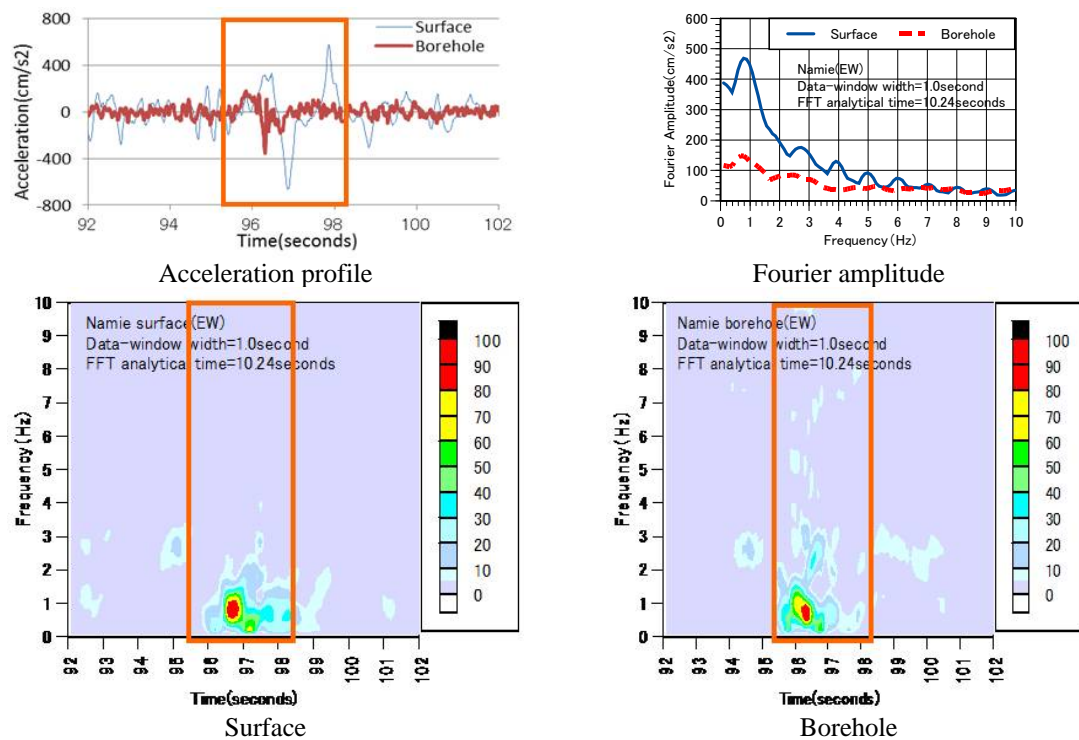 Surface
Borehole
Acceleration(cm/s2)
800
400
0
-400
-800
92 94 96 98 100 102
Time(seconds)
Acceleration profile
Surface Borehole
Namie(EW)
Data-window width=1.0second
FFT analytical time=10.24seconds
Fourier Amplitude(cm/s2)
600
500
400
300
200
100
0
0 1 2 3 4 5 6 7 8 9 10
Frequency(Hz)
Fourier amplitude
Namie surface(EW)
Data-window width=1.0second
FFT analytical time=10.24seconds
Frequency(Hz)
10
9
8
7
6
5
4
3
2
1
0
92 93 94 95 96 97 98 99 100 101 102
Time(seconds)
100
90
80
70
60
50
40
30
20
10
0
Surface
Namie borehole(EW)
Data-window width=1.0second
FFT analytical time=10.24seconds
Frequency(Hz)
10
9
8
7
6
5
4
3
2
1
0
92 93 94 95 96 97 98 99 100 101 102
Time(seconds)
100
90
80
70
60
50
40
30
20
10
0
Borehole